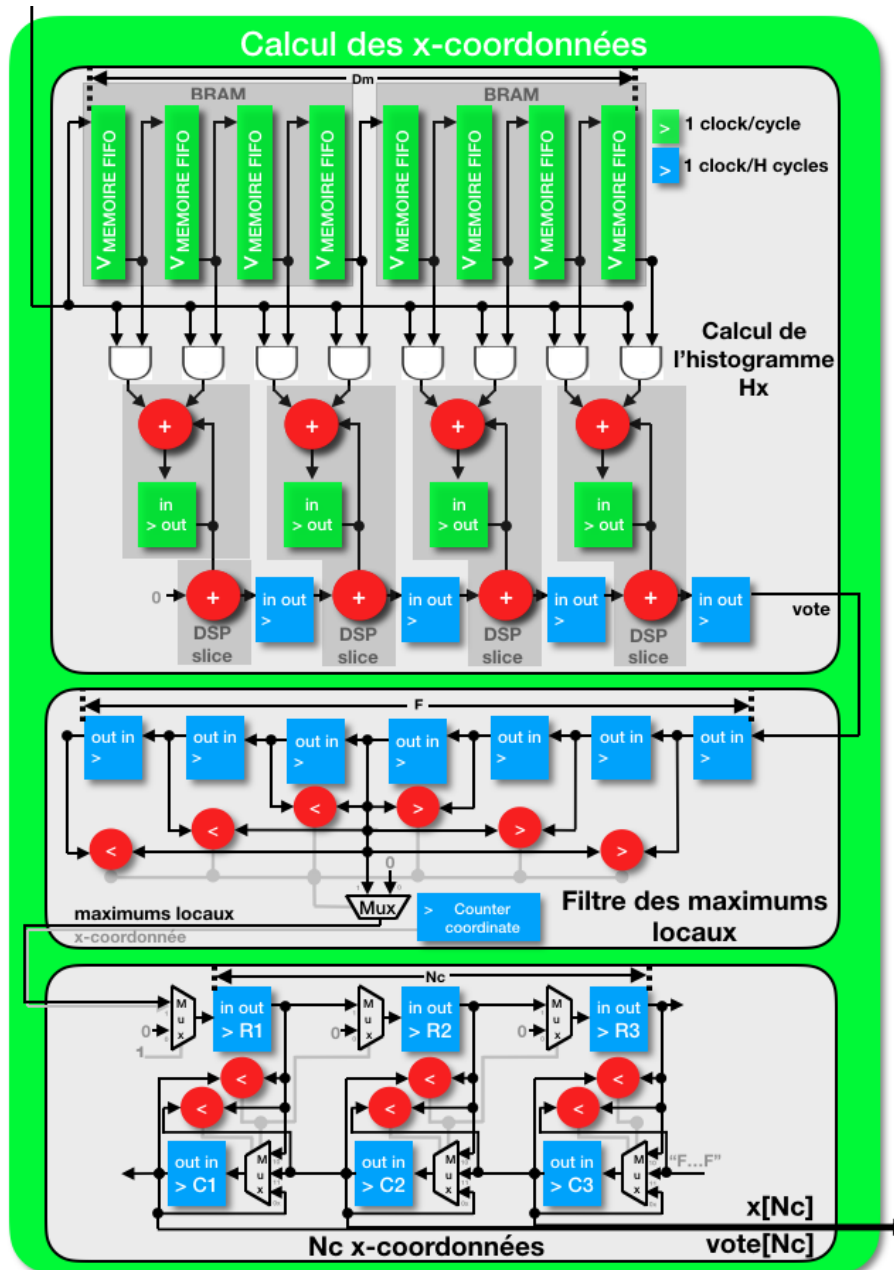 Calcul des x-coordonnées
Dm
BRAM
BRAM
V MEMOIRE FIFO
V MEMOIRE FIFO
V MEMOIRE FIFO
V MEMOIRE FIFO
V MEMOIRE FIFO
V MEMOIRE FIFO
V MEMOIRE FIFO
V MEMOIRE FIFO
> 1 clock/cycle
> 1 clock/H cycles
Calcul de
l'histogramme
Hx
+
+
+
+
in
> out
in
> out
in
> out
in
> out
0
+
in out
>
+
in out
>
+
in out
>
+
in out
>
vote
DSP
slice
DSP
slice
DSP
slice
DSP
slice
F
out in
>
out in
>
out in
>
out in
>
out in
>
out in
>
out in
>
<
>
<
>
<
>
0
1
0
Mux
> Counter
coordinate
Filtre des maximums
locaux
maximums locaux
x-coordonnée
Nc
Mux
in out
> R1
Mux
in out
> R2
Mux
in out
> R3
0
0
0
1
<
<
<
<
<
<
out in
> C1
Mux
out in
> C2
Mux
out in
> C3
Mux
"F...F"
x[Nc]
Nc x-coordonnées
vote[Nc]